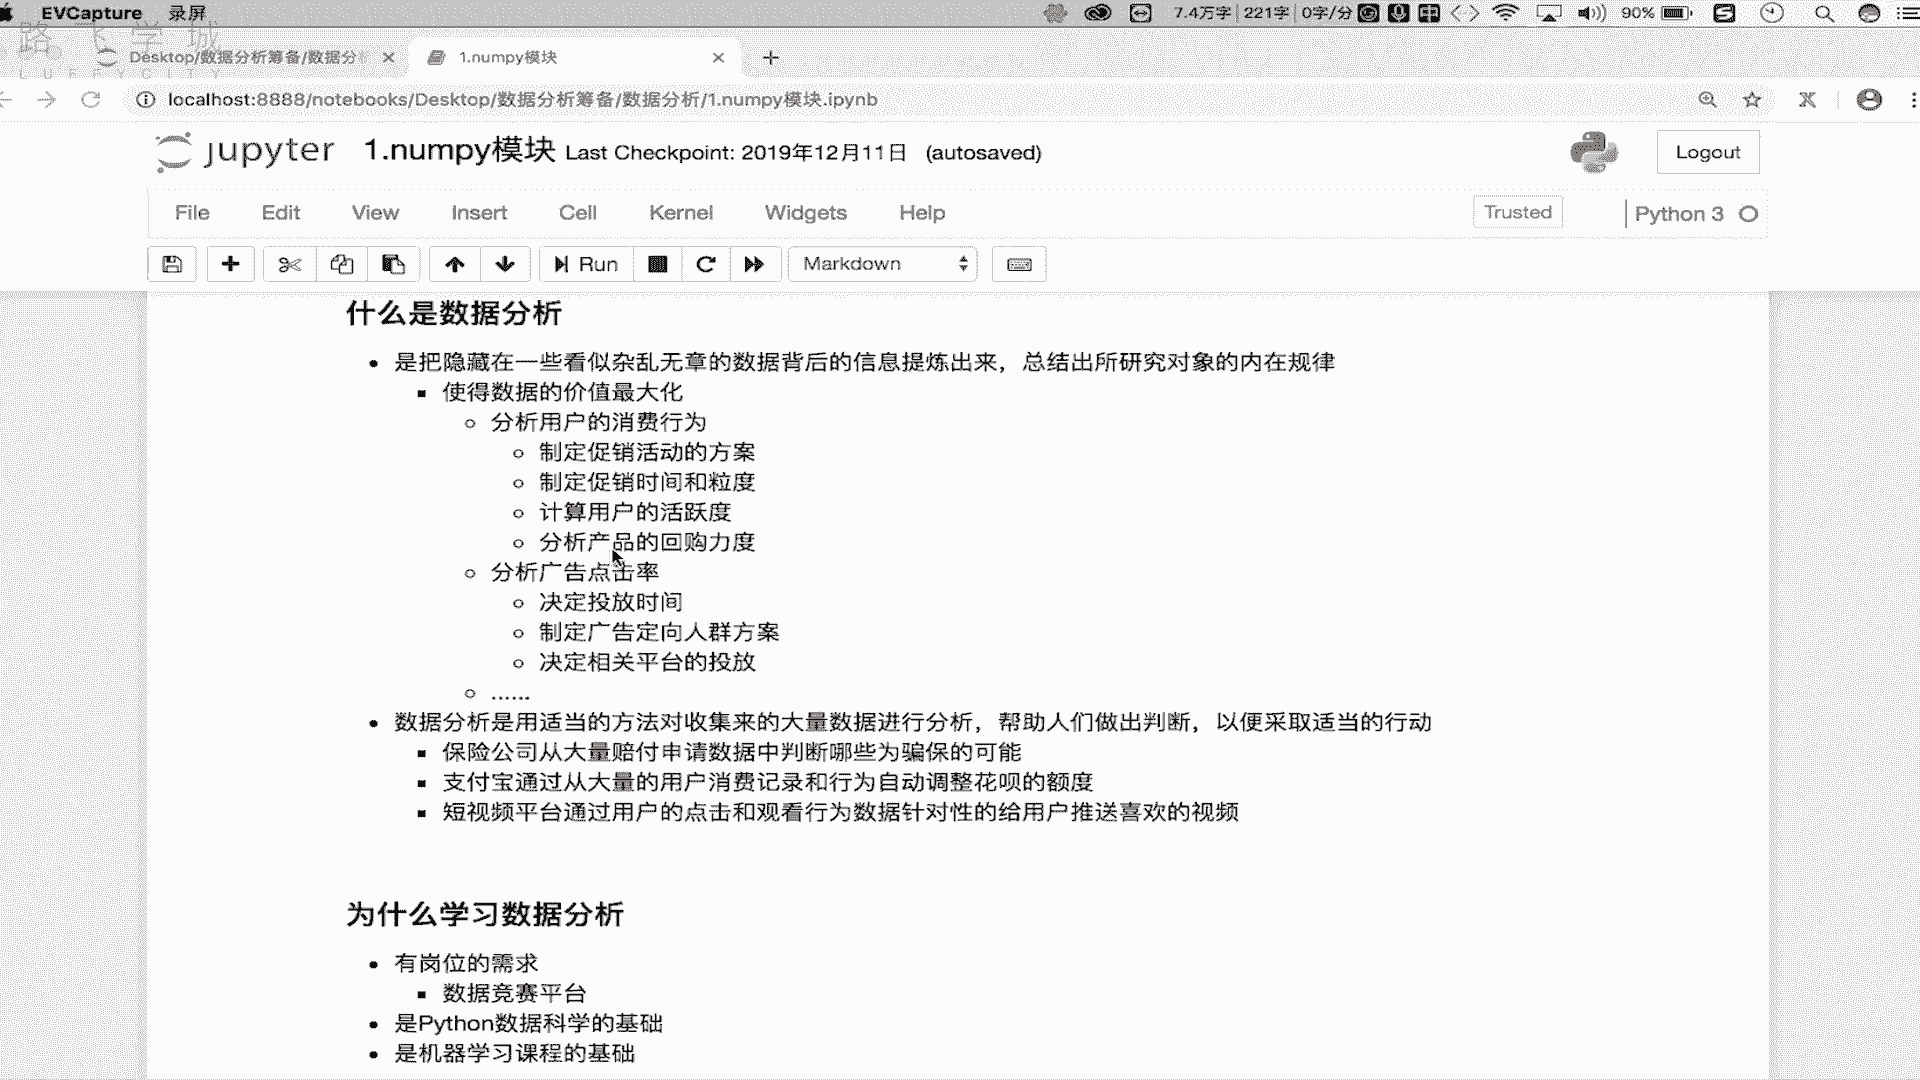 EVCapture 录屏 7.4万字 221字 0字/分 中 90%
路飞学城
LUFFYCITY
Desktop/数据分析筹备/数据分析 1.numpy模块
localhost:8888/notebooks/Desktop/数据分析筹备/数据分析/1.numpy模块.ipynb
jupyter 1.numpy模块 Last Checkpoint: 2019年12月11日 (autosaved) Logout
File Edit View Insert Cell Kernel Widgets Help Trusted Python 3
Run Markdown
什么是数据分析
是把隐藏在一些看似杂乱无章的数据背后的信息提炼出来，总结出所研究对象的内在规律
使得数据的价值最大化
分析用户的消费行为
制定促销活动的方案
制定促销时间和粒度
计算用户的活跃度
分析产品的回购力度
分析广告点击率
决定投放时间
制定广告定向人群方案
决定相关平台的投放
......
数据分析是用适当的方法对收集来的大量数据进行分析，帮助人们做出判断，以便采取适当的行动
保险公司从大量赔付申请数据中判断哪些为骗保的可能
支付宝通过从大量的用户消费记录和行为自动调整花呗的额度
短视频平台通过用户的点击和观看行为数据针对性的给用户推送喜欢的视频
为什么学习数据分析
有岗位的需求
数据竞赛平台
是Python数据科学的基础
是机器学习课程的基础